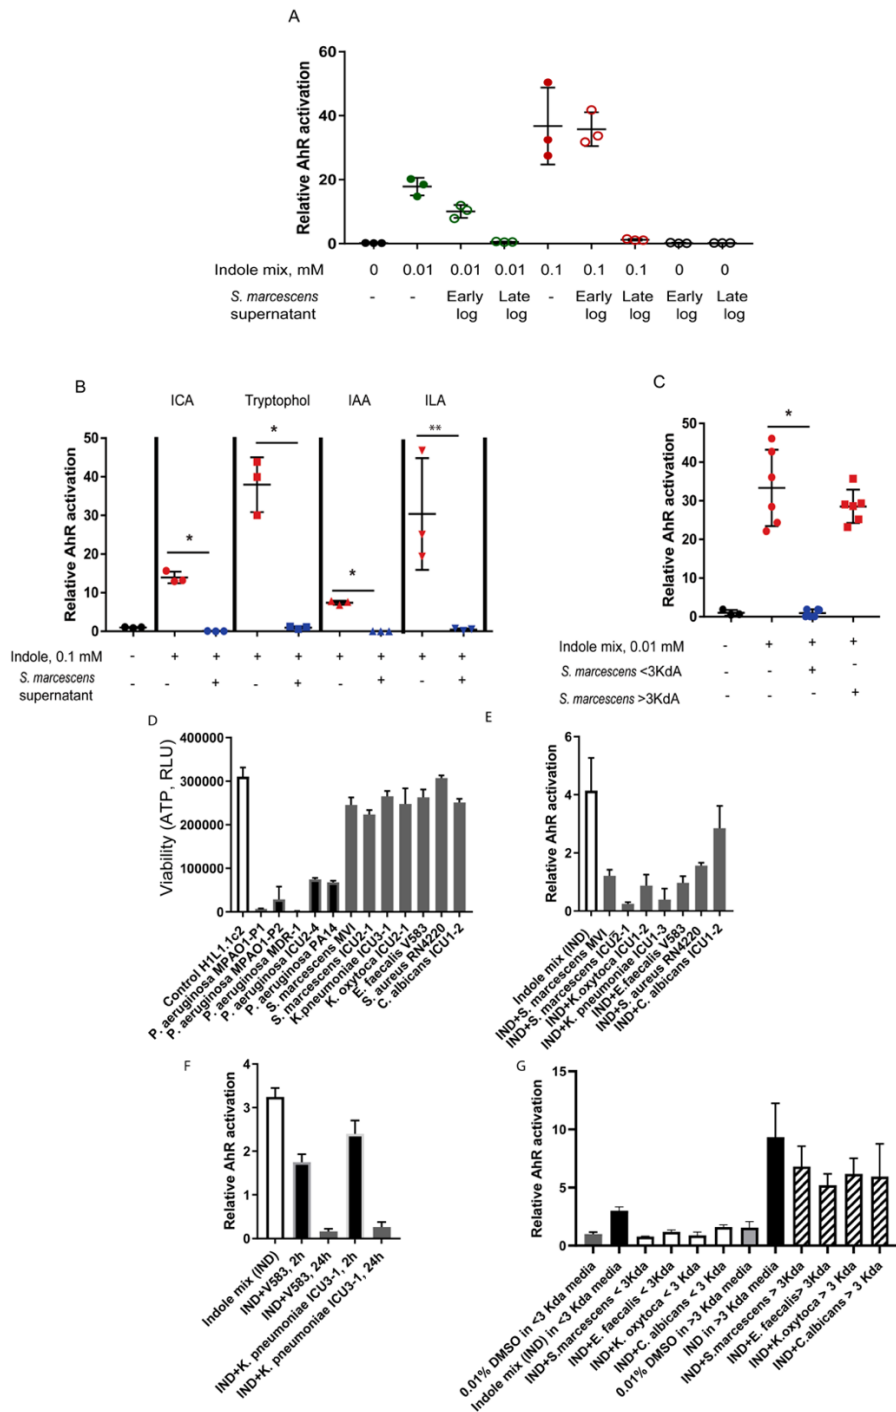 A
Relative AhR activation
60
40
20
0
Indole mix, mM 0 0.01 0.01 0.01 0.1 0.1 0.1 0 0
S. marcescens - - Early Late - Early Late Early Late
supernatant log log log log log log
B
ICA Tryptophol IAA ILA
Relative AhR activation
50
40
30
20
10
0
* * * **
Indole, 0.1 mM - + + + + + + + +
S. marcescens - - + - + - + - +
supernatant
C
Relative AhR activation
50
40
30
20
10
0
*
Indole mix, 0.01 mM - + + +
S. marcescens <3KdA - - + -
S. marcescens >3KdA - - - +
D
Viability (ATP, RLU)
400000
300000
200000
100000
0
Control H1L1.1c2
P. aeruginosa MPAO1-P1
P. aeruginosa MPAO1-P2
P. aeruginosa MDR-1
P. aeruginosa ICU2-4
P. aeruginosa PA14
S. marcescens MVI
S. marcescens ICU2-1
K.pneumoniae ICU3-1
K. oxytoca ICU2-1
E. faecalis V583
S. aureus RN4220
C. albicans ICU1-2
E
Relative AhR activation
6
4
2
0
Indole mix (IND)
IND+S. marcescens MVI
IND+S. marcescens ICU2-1
IND+K.oxytoca ICU1-2
IND+K. pneumoniae ICU1-3
IND+E.faecalis V583
IND+S. aureus RN4220
IND+C. albicans ICU1-2
F
Relative AhR activation
4
3
2
1
0
Indole mix (IND)
IND+V583, 2h
IND+V583, 24h
IND+K. pneumoniae ICU3-1, 2h
IND+K. pneumoniae ICU3-1, 24h
G
Relative AhR activation
15
10
5
0
0.01% DMSO in <3 Kda media
Indole mix (IND) in <3 Kda media
IND+S.marcescens < 3Kda
IND+E. faecalis < 3Kda
IND+K. oxytoca < 3 Kda
IND+C. albicans < 3 Kda
0.01% DMSO in >3 Kda media
IND in >3 Kda media
IND+S.marcescens > 3Kda
IND+E. faecalis> 3Kda
IND+K.oxytoca > 3 Kda
IND+C.albicans > 3 Kda